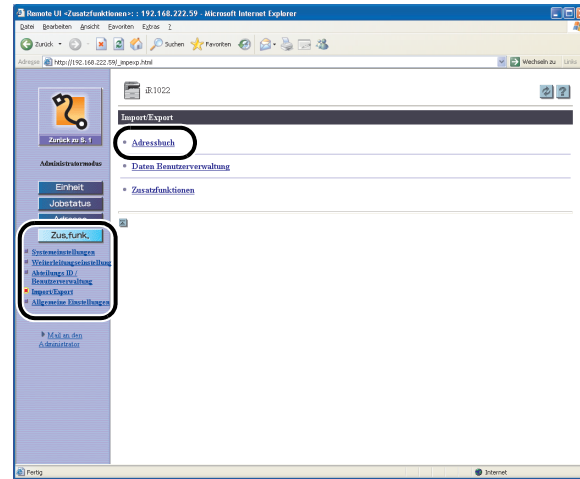 Remote UI <Zusatzfunktionen>: : 192.168.222.59 - Microsoft Internet Explorer
Datei Bearbeiten Ansicht Favoriten Extras ?
Zurück Suchen Favoriten
Adresse http://192.168.222.59/_impexp.html Wechseln zu Links
iR1022
Import/Export
Adressbuch
Daten Benutzerverwaltung
Zusatzfunktionen
Zurück zu S. 1
Administratormodus
Einheit
Jobstatus
Zus.funk.
Systemeinstellungen
Weiterleitungseinstellung
Abteilungs ID /
Benutzerverwaltung
Import/Export
Allgemeine Einstellungen
Mail an den
Administrator
Fertig Internet